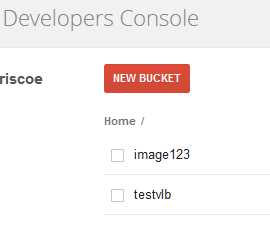 Developers Console
riscoe
NEW BUCKET
Home /
image123
testvlb